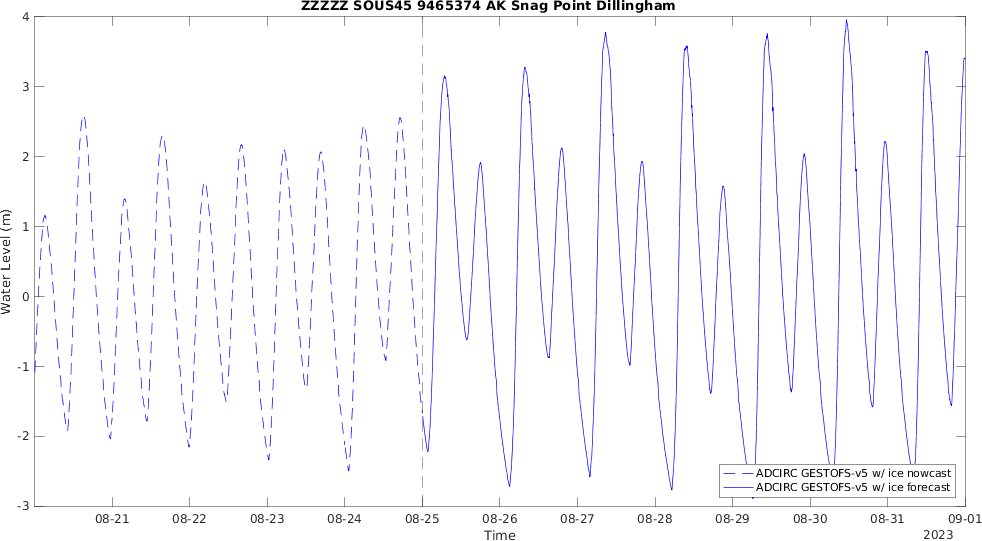 ZZZZZ SOUS45 9465374 AK Snag Point Dillingham
4
3
2
1
0
-1
-2
-3
Water Level (m)
ADCIRC GESTOFS-v5 w/ ice nowcast
ADCIRC GESTOFS-v5 w/ ice forecast
08-21 08-22 08-23 08-24 08-25 08-26 08-27 08-28 08-29 08-30 08-31 09-01
Time 2023